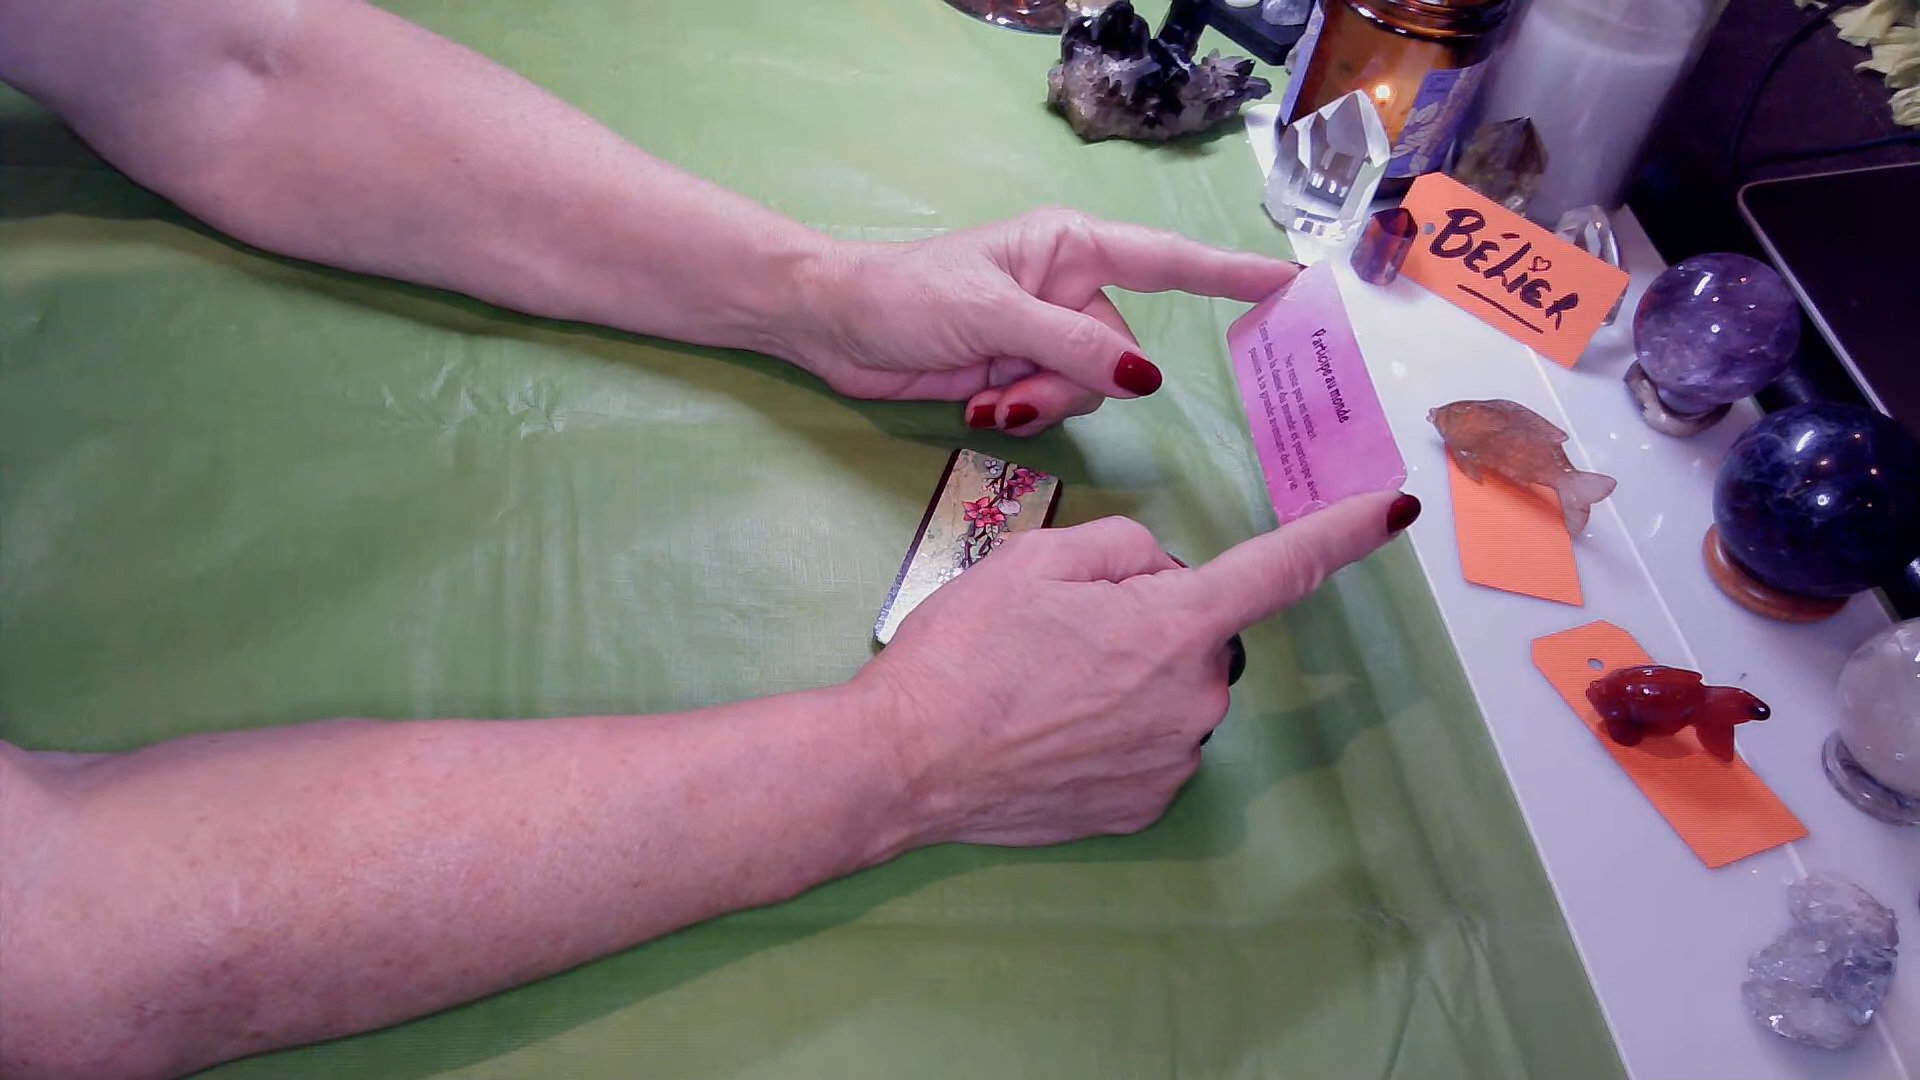 BÉLIER
Participe au monde
Ne reste pas en retrait.
Entre dans la danse du monde et participe avec
passion à la grande aventure de la vie